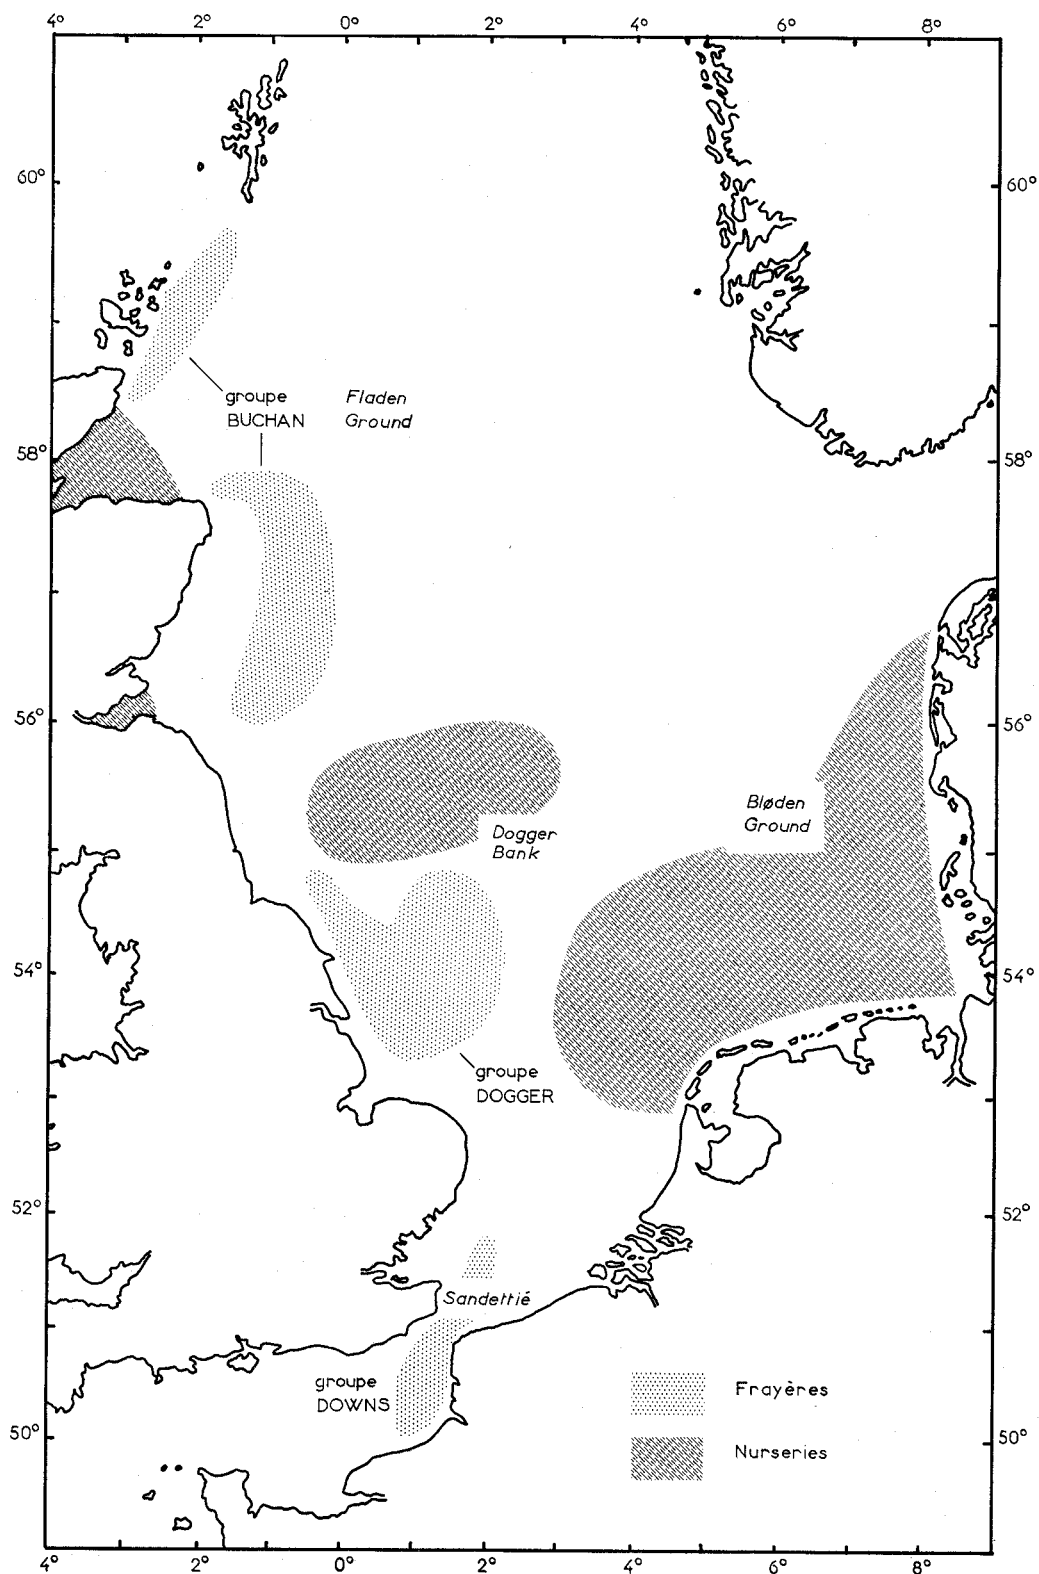 4° 2° 0° 2° 4° 6° 8°
60° 60°
groupe
BUCHAN
Fladen
Ground
58° 58°
56° 56°
Bløden
Ground
Dogger
Bank
54° 54°
groupe
DOGGER
52° 52°
Sandettié
groupe
DOWNS
Frayères
Nurseries
50° 50°
4° 2° 0° 2° 4° 6° 8°